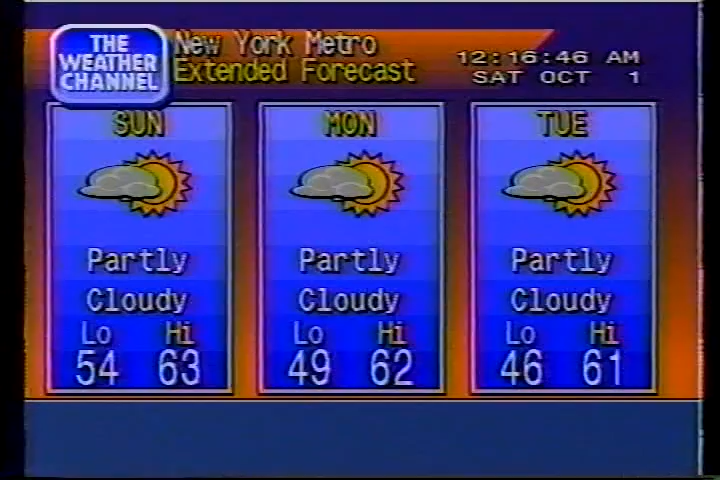 THE
WEATHER
CHANNEL
New York Metro
Extended Forecast
12:16:46 AM
SAT OCT 1
SUN
Partly
Cloudy
Lo Hi
54 63
MON
Partly
Cloudy
Lo Hi
49 62
TUE
Partly
Cloudy
Lo Hi
46 61